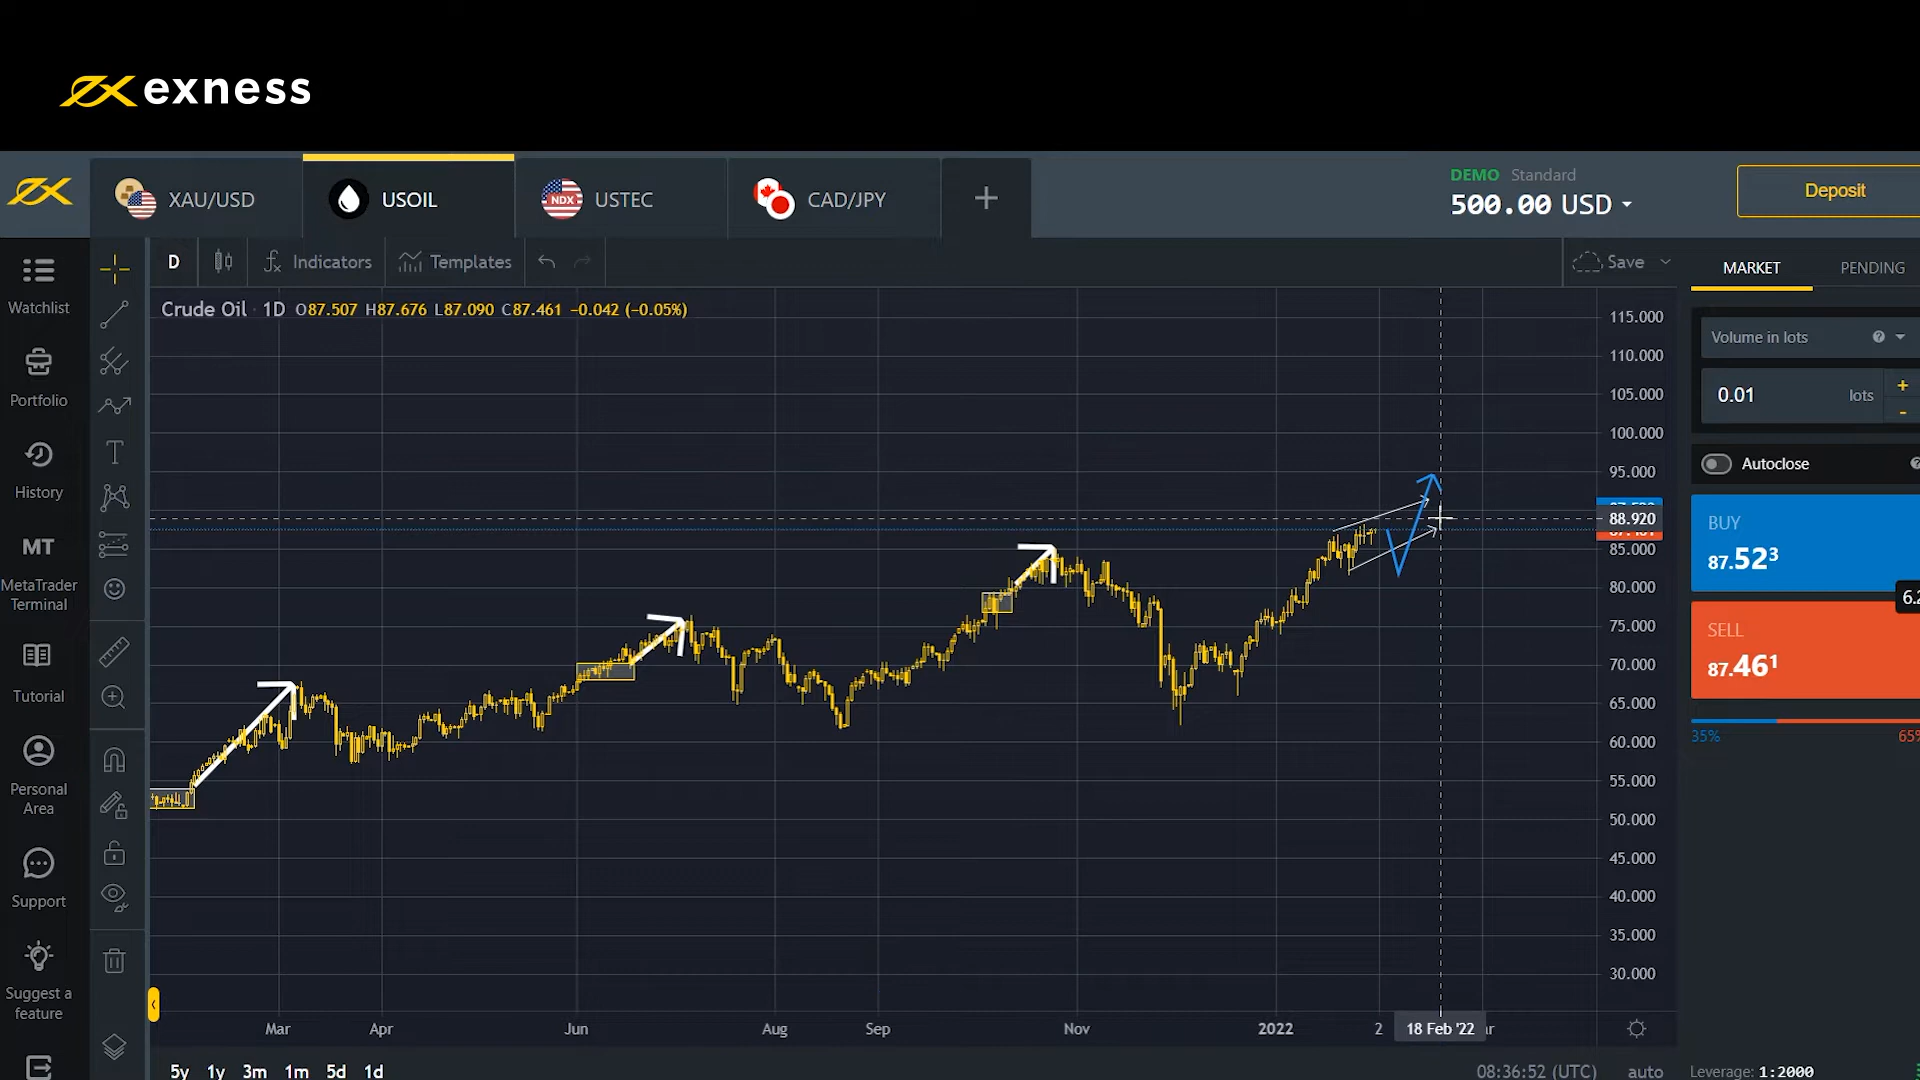 exness
XAU/USD
USOIL
NDX
USTEC
CAD/JPY
+
DEMO Standard
500.00 USD
Deposit
Watchlist
Portfolio
History
MT
MetaTrader
Terminal
Tutorial
Personal
Area
Support
Suggest a
feature
D
Indicators
Templates
Save
Crude Oil · 1D O87.507 H87.676 L87.090 C87.461 −0.042 (−0.05%)
115.000
110.000
105.000
100.000
95.000
88.920
85.000
80.000
75.000
70.000
65.000
60.000
55.000
50.000
45.000
40.000
35.000
30.000
Mar
Apr
Jun
Aug
Sep
Nov
2022
2
18 Feb '22
5y 1y 3m 1m 5d 1d
08:36:52 (UTC)
auto
MARKET
PENDING
Volume in lots
0.01
lots
+
-
Autoclose
BUY
87.523
6.2
SELL
87.461
35%
65%
Leverage: 1:2000